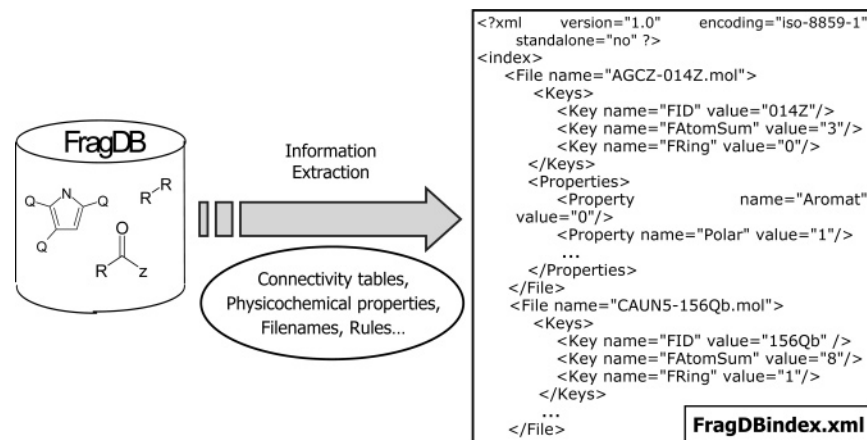 FragDB
N
Q
Q
Q
R
R
O
R
Z
Information
Extraction
Connectivity tables,
Physicochemical properties,
Filenames, Rules...
<?xml version="1.0" encoding="iso-8859-1"
standalone="no" ?>
<index>
<File name="AGCZ-014Z.mol">
<Keys>
<Key name="FID" value="014Z"/>
<Key name="FAtomSum" value="3"/>
<Key name="FRing" value="0"/>
</Keys>
<Properties>
<Property name="Aromat"
value="0"/>
<Property name="Polar" value="1"/>
...
</Properties>
</File>
<File name="CAUN5-156Qb.mol">
<Keys>
<Key name="FID" value="156Qb" />
<Key name="FAtomSum" value="8"/>
<Key name="FRing" value="1"/>
</Keys>
...
</File>
FragDBindex.xml